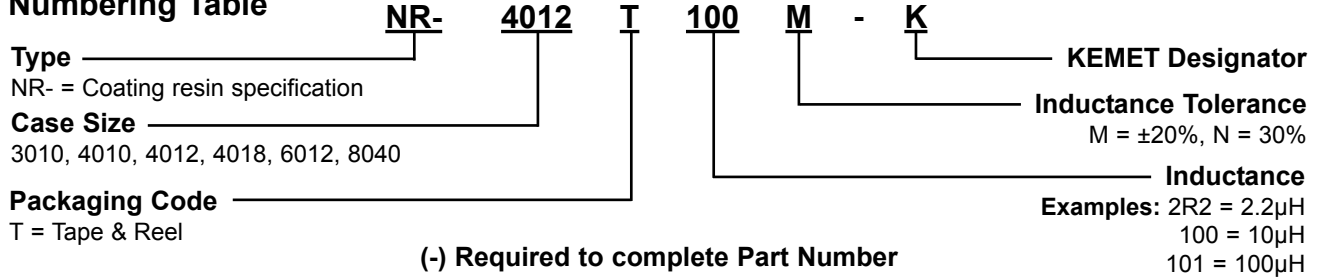 Numbering Table
NR- 4012 T 100 M - K
Type
NR- = Coating resin specification
Case Size
3010, 4010, 4012, 4018, 6012, 8040
Packaging Code
T = Tape & Reel
KEMET Designator
Inductance Tolerance
M = ±20%, N = 30%
Inductance
Examples: 2R2 = 2.2µH
100 = 10µH
101 = 100µH
(-) Required to complete Part Number